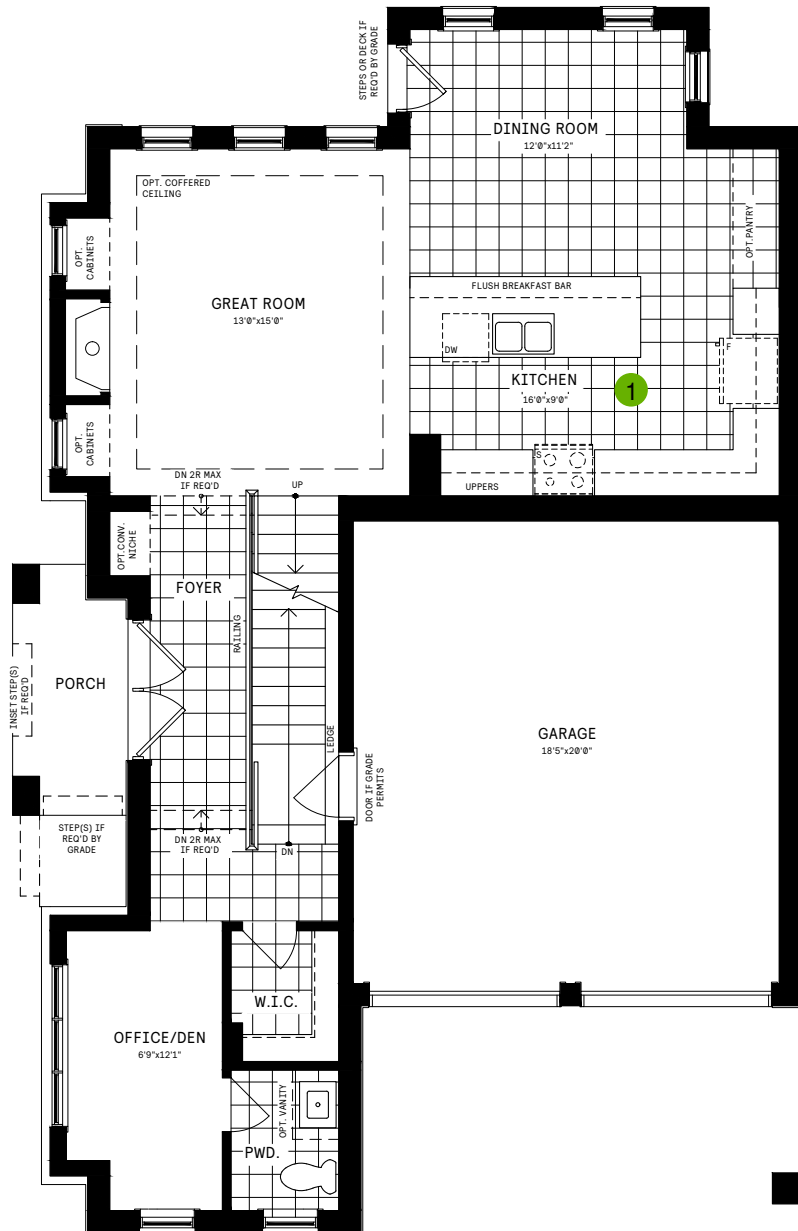 STEPS OR DECK IF
REQ'D BY GRADE
DINING ROOM
12'0"x11'2"
OPT. COFFERED
CEILING
OPT.
CABINETS
OPT.PANTRY
GREAT ROOM
13'0"x15'0"
FLUSH BREAKFAST BAR
DW
F
KITCHEN
16'0"x9'0"
1
OPT.
CABINETS
S
UPPERS
DN 2R MAX
IF REQ'D
UP
OPT.CONV.
NICHE
FOYER
RAILING
PORCH
INSET STEP(S)
IF REQ'D
LEDGE
GARAGE
18'5"x20'0"
DOOR IF GRADE
PERMITS
STEP(S) IF
REQ'D BY
GRADE
DN 2R MAX
IF REQ'D
DN
W.I.C.
OFFICE/DEN
6'9"x12'1"
OPT.VANITY
PWD.